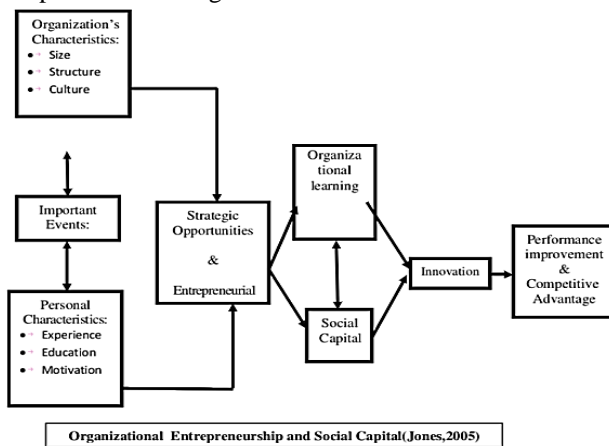 Organization's
Characteristics:
Size
Structure
Culture
Important
Events:
Personal
Characteristics:
Experience
Education
Motivation
Strategic
Opportunities
&
Entrepreneurial
Organiza
tional
learning
Social
Capital
Innovation
Performance
improvement
&
Competitive
Advantage
Organizational Entrepreneurship and Social Capital(Jones,2005)